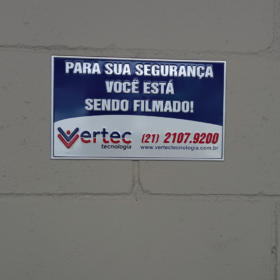 PARA SUA SEGURANÇA
VOCÊ ESTÁ
SENDO FILMADO!
Vertec
tecnologia
(21) 2107.9200
www.vertectecnologia.com.br